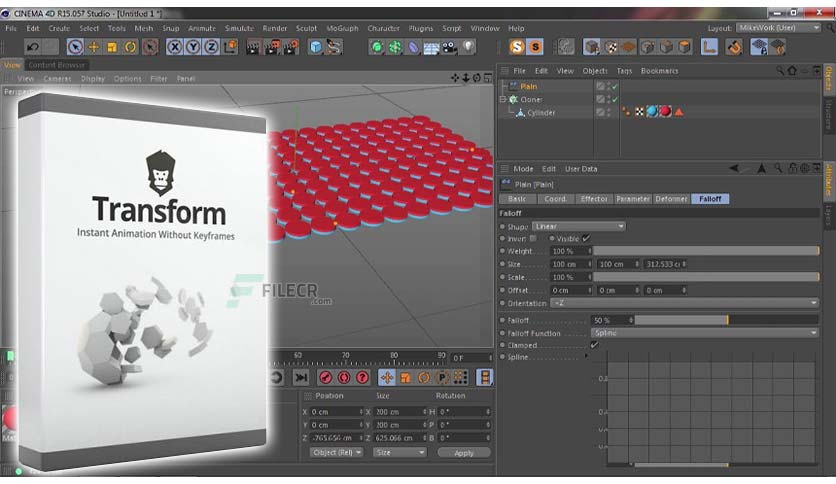 CINEMA 4D R15.057 Studio - [Untitled 1 *]
File Edit Create Select Tools Mesh Snap Animate Simulate Render Sculpt MoGraph Character Plugins Script Window Help Layout: MikeWork (User)
View Content Browser
View Cameras Display Options Filter Panel
Transform
Instant Animation Without Keyframes
FILECR
.com
60 70 80 90 0 F
Position Size Rotation
X 0 cm X 200 cm H 0 °
Y 0 cm Y 200 cm P 0 °
Z -765.656 cm Z 625.066 cm B 0 °
Object (Rel) Size Apply
File Edit View Objects Tags Bookmarks
Plain
Cloner
Cylinder
Objects
Structure
Mode Edit User Data
Plain [Plain]
Basic Coord. Effector Parameter Deformer Falloff
Falloff
Shape Linear
Invert Visible
Weight 100 %
Size 100 cm 100 cm 312.533 c
Scale 100 %
Offset 0 cm 0 cm 0 cm
Orientation
Falloff 50 %
Falloff Function Spline
Clamped
Spline
Attributes
Layers